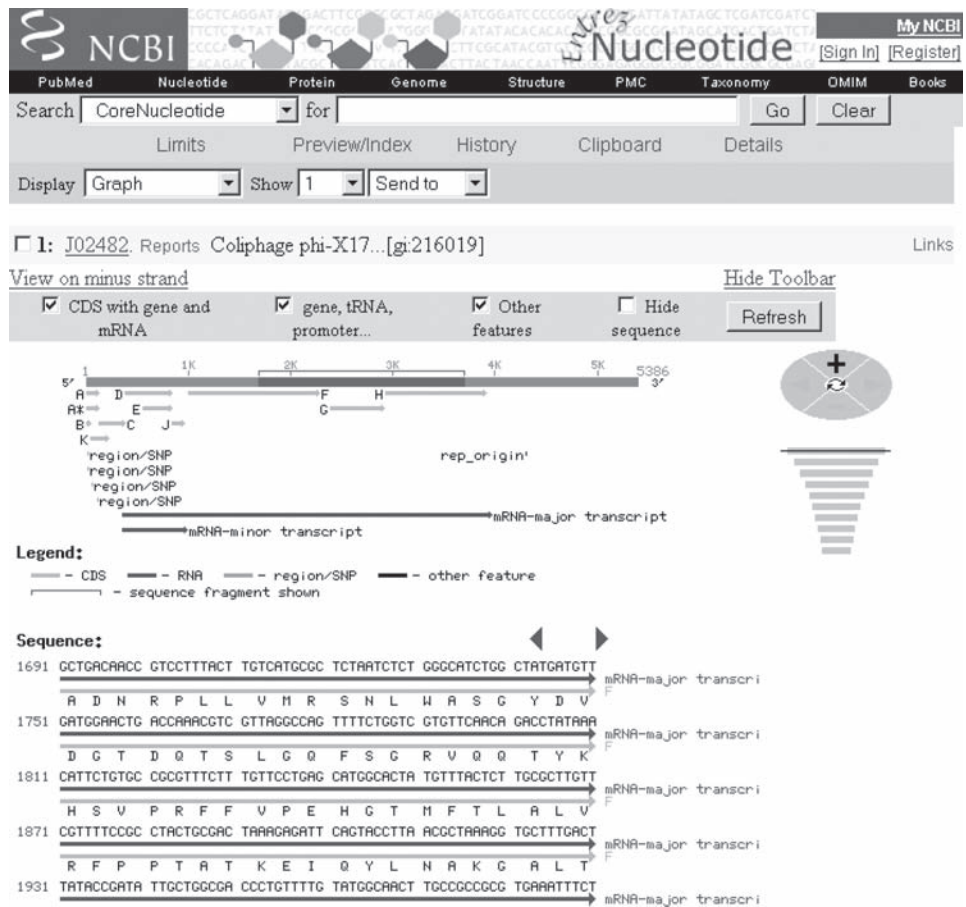 NCBI
Entrez Nucleotide
My NCBI
[Sign In] [Register]
PubMed Nucleotide Protein Genome Structure PMC Taxonomy OMIM Books
Search CoreNucleotide for Go Clear
Limits Preview/Index History Clipboard Details
Display Graph Show 1 Send to
1: J02482. Reports Coliphage phi-X17...[gi:216019] Links
View on minus strand Hide Toolbar
CDS with gene and mRNA gene, tRNA, promoter... Other features Hide sequence Refresh
1 1K 2K 3K 4K 5K 5386
5' 3'
A D F H
A* E G
B C J
K
'region/SNP rep_origin'
'region/SNP
'region/SNP
'region/SNP
mRNA-major transcript
mRNA-minor transcript
Legend:
- CDS - RNA - region/SNP - other feature
- sequence fragment shown
Sequence:
1691 GCTGACAACC GTCCTTTACT TGTCATGCGC TCTAATCTCT GGGCATCTGG CTATGATGTT
mRNA-major transcri
F
A D N R P L L V M R S N L W A S G Y D V
1751 GATGGAACTG ACCAAACGTC GTTAGGCCAG TTTTCTGGTC GTGTTCAACA GACCTATAAA
mRNA-major transcri
F
D G T D Q T S L G Q F S G R V Q Q T Y K
1811 CATTCTGTGC CGCGTTTCTT TGTTCCTGAG CATGGCACTA TGTTTACTCT TGCGCTTGTT
mRNA-major transcri
F
H S V P R F F V P E H G T M F T L A L V
1871 CGTTTTCCGC CTACTGCGAC TAAAGAGATT CAGTACCTTA ACGCTAAAGG TGCTTTGACT
mRNA-major transcri
F
R F P P T A T K E I Q Y L N A K G A L T
1931 TATACCGATA TTGCTGGCGA CCCTGTTTTG TATGGCAACT TGCCGCCGCG TGAAATTTCT
mRNA-major transcri